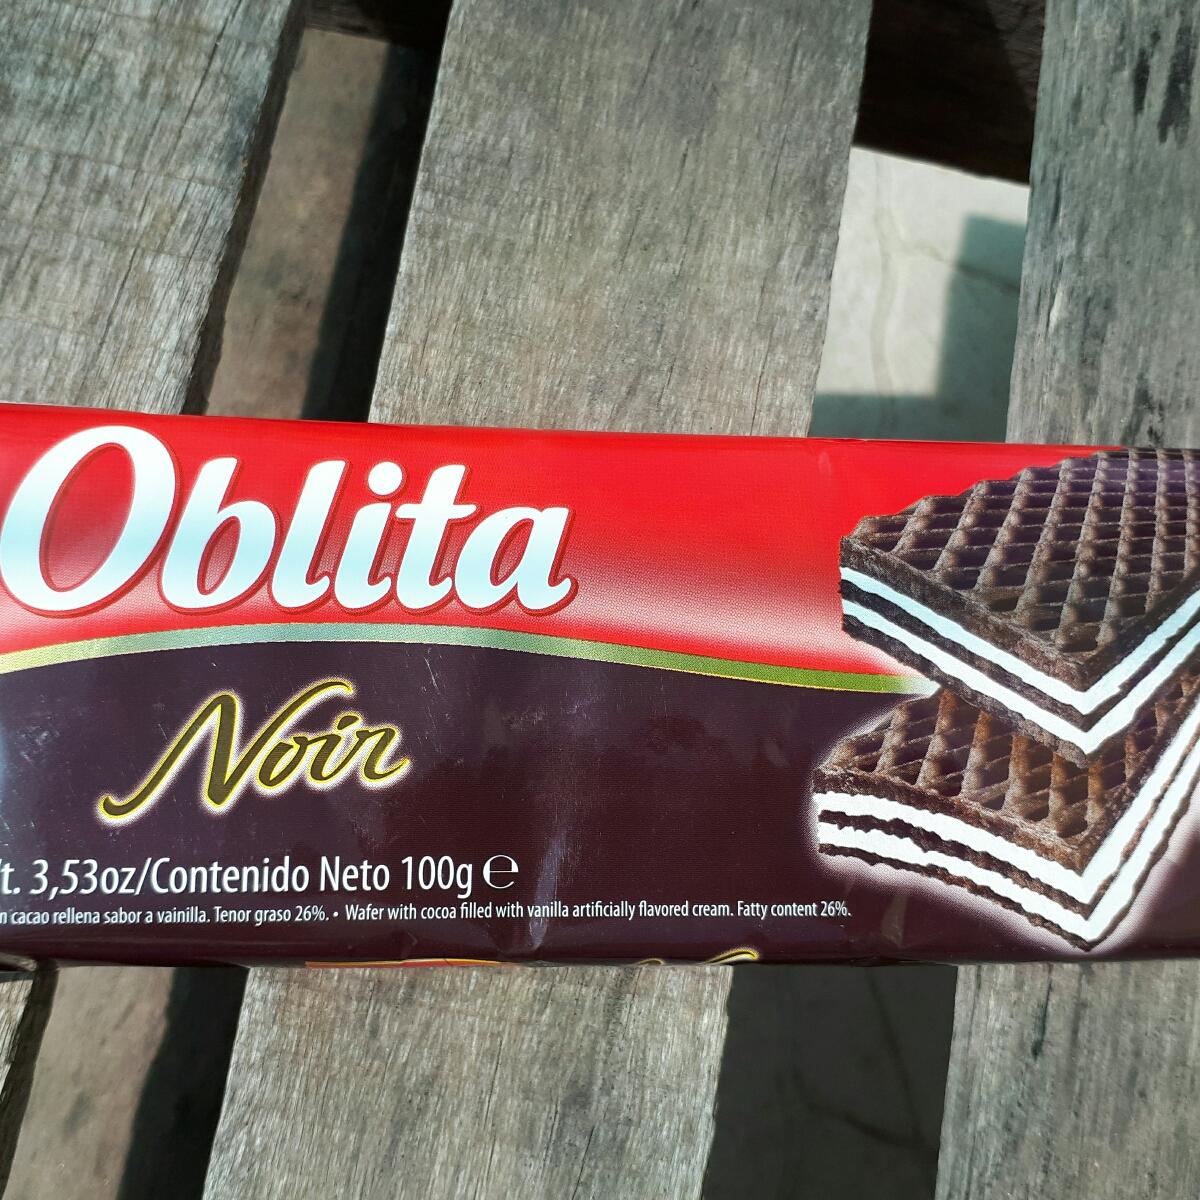 Oblita
Noir
t. 3,53oz/Contenido Neto 100g ℮
n cacao rellena sabor a vainilla. Tenor graso 26%. • Wafer with cocoa filled with vanilla artificially flavored cream. Fatty content 26%.